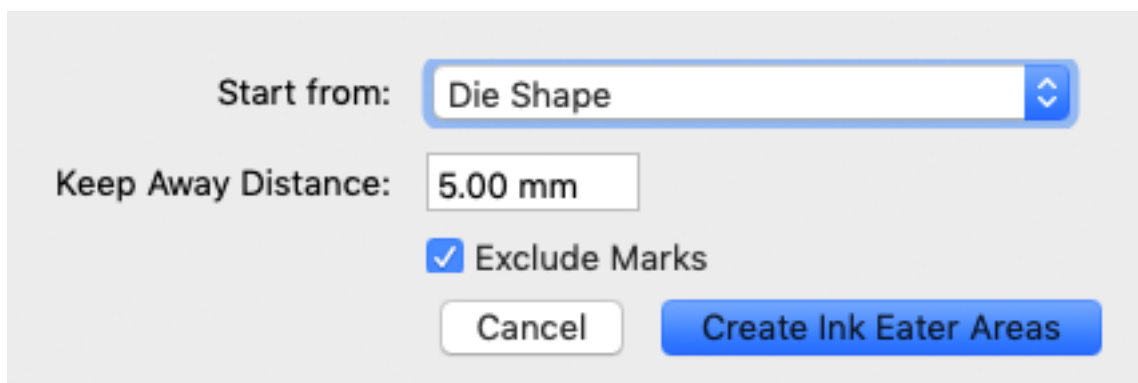 Start from: Die Shape
Keep Away Distance: 5.00 mm
Exclude Marks
Cancel Create Ink Eater Areas